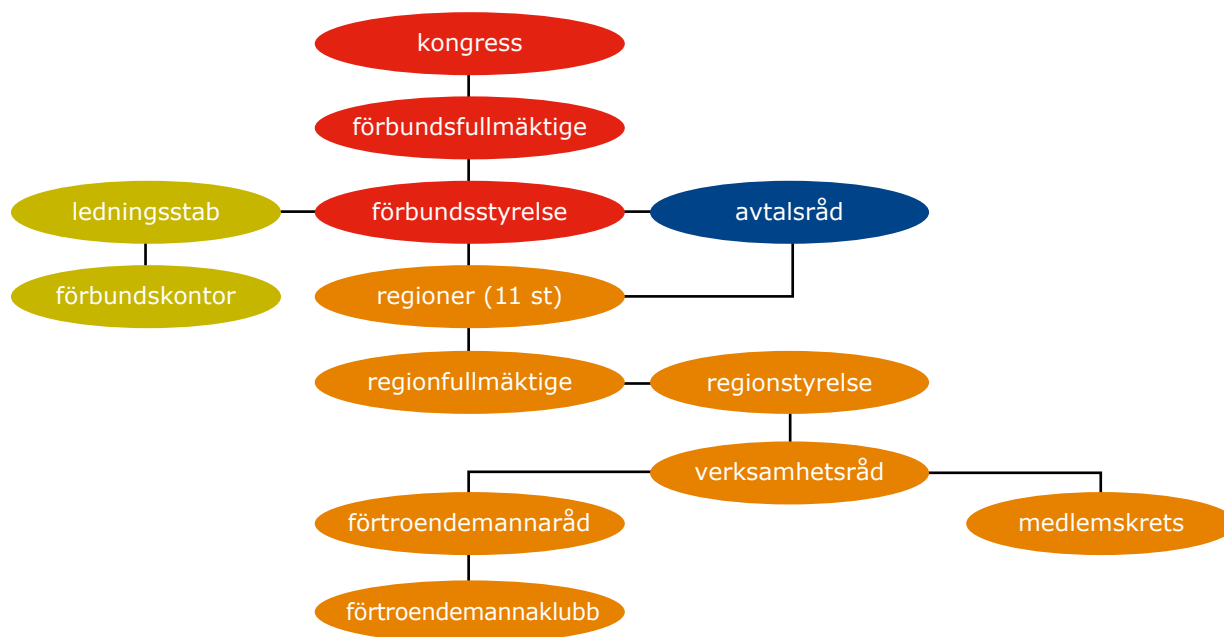 kongress
förbundsfullmäktige
ledningsstab
förbundsstyrelse
avtalsråd
förbundskontor
regioner (11 st)
regionfullmäktige
regionstyrelse
verksamhetsråd
förtroendemannaråd
medlemskrets
förtroendemannaklubb